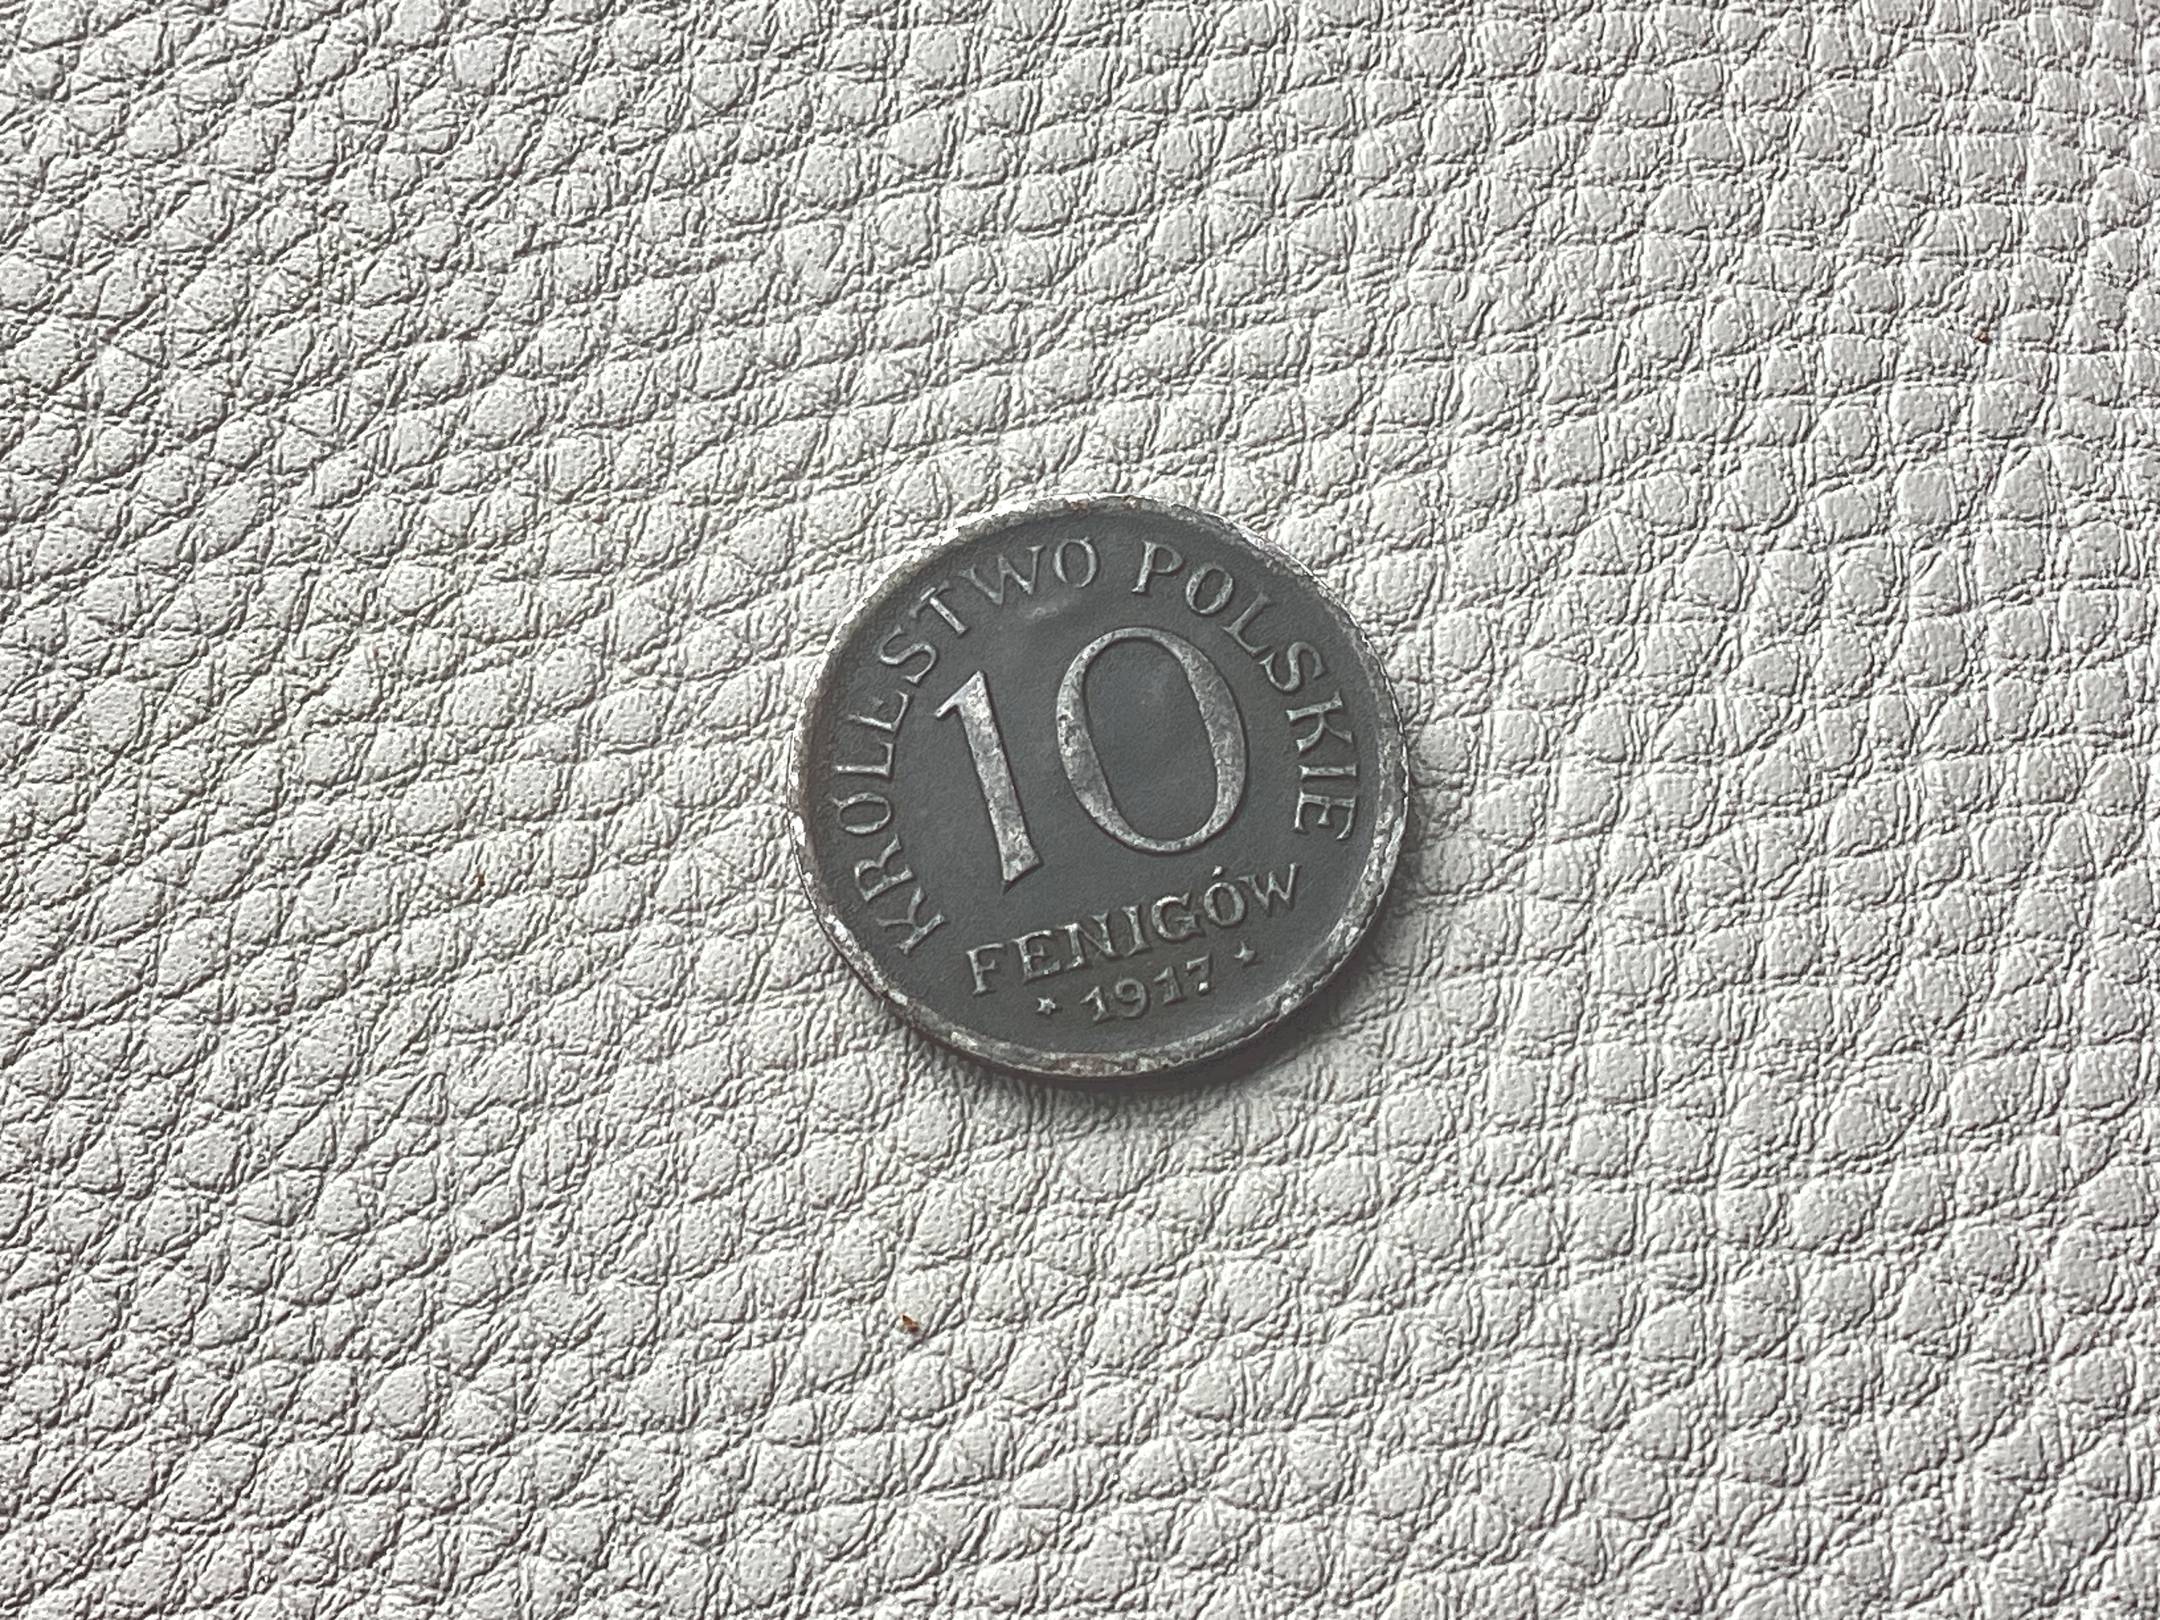 KRÓLESTWO POLSKIE
10
FENIGÓW
* 1917 *